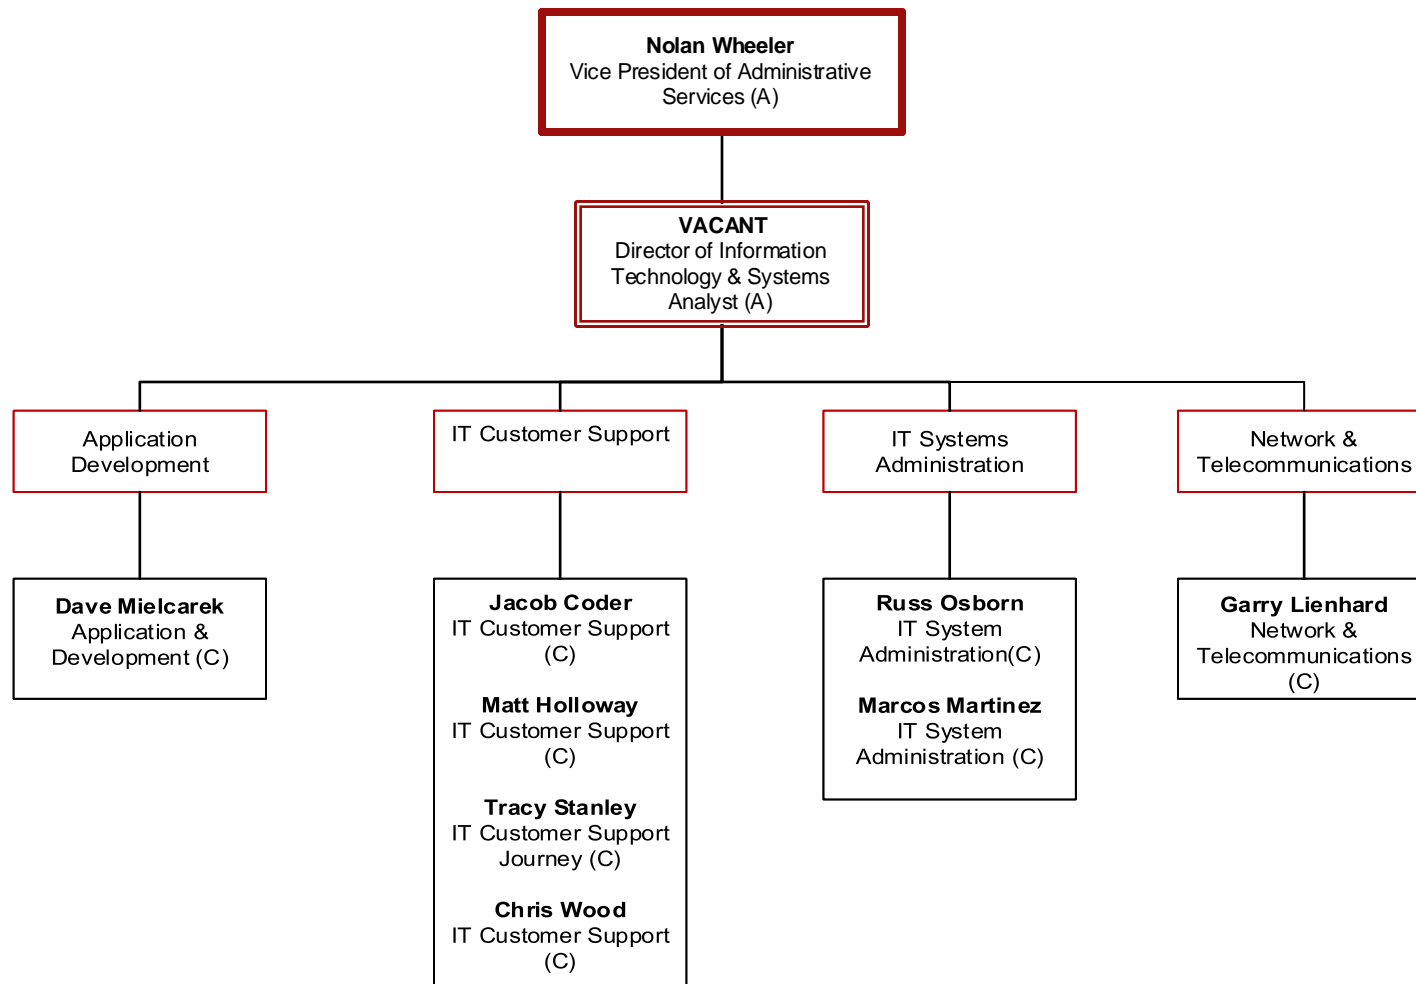 Nolan Wheeler
Vice President of Administrative
Services (A)
VACANT
Director of Information
Technology & Systems
Analyst (A)
Application
Development
IT Customer Support
IT Systems
Administration
Network &
Telecommunications
Dave Mielcarek
Application &
Development (C)
Jacob Coder
IT Customer Support
(C)
Matt Holloway
IT Customer Support
(C)
Tracy Stanley
IT Customer Support
Journey (C)
Chris Wood
IT Customer Support
(C)
Russ Osborn
IT System
Administration(C)
Marcos Martinez
IT System
Administration (C)
Garry Lienhard
Network &
Telecommunications
(C)